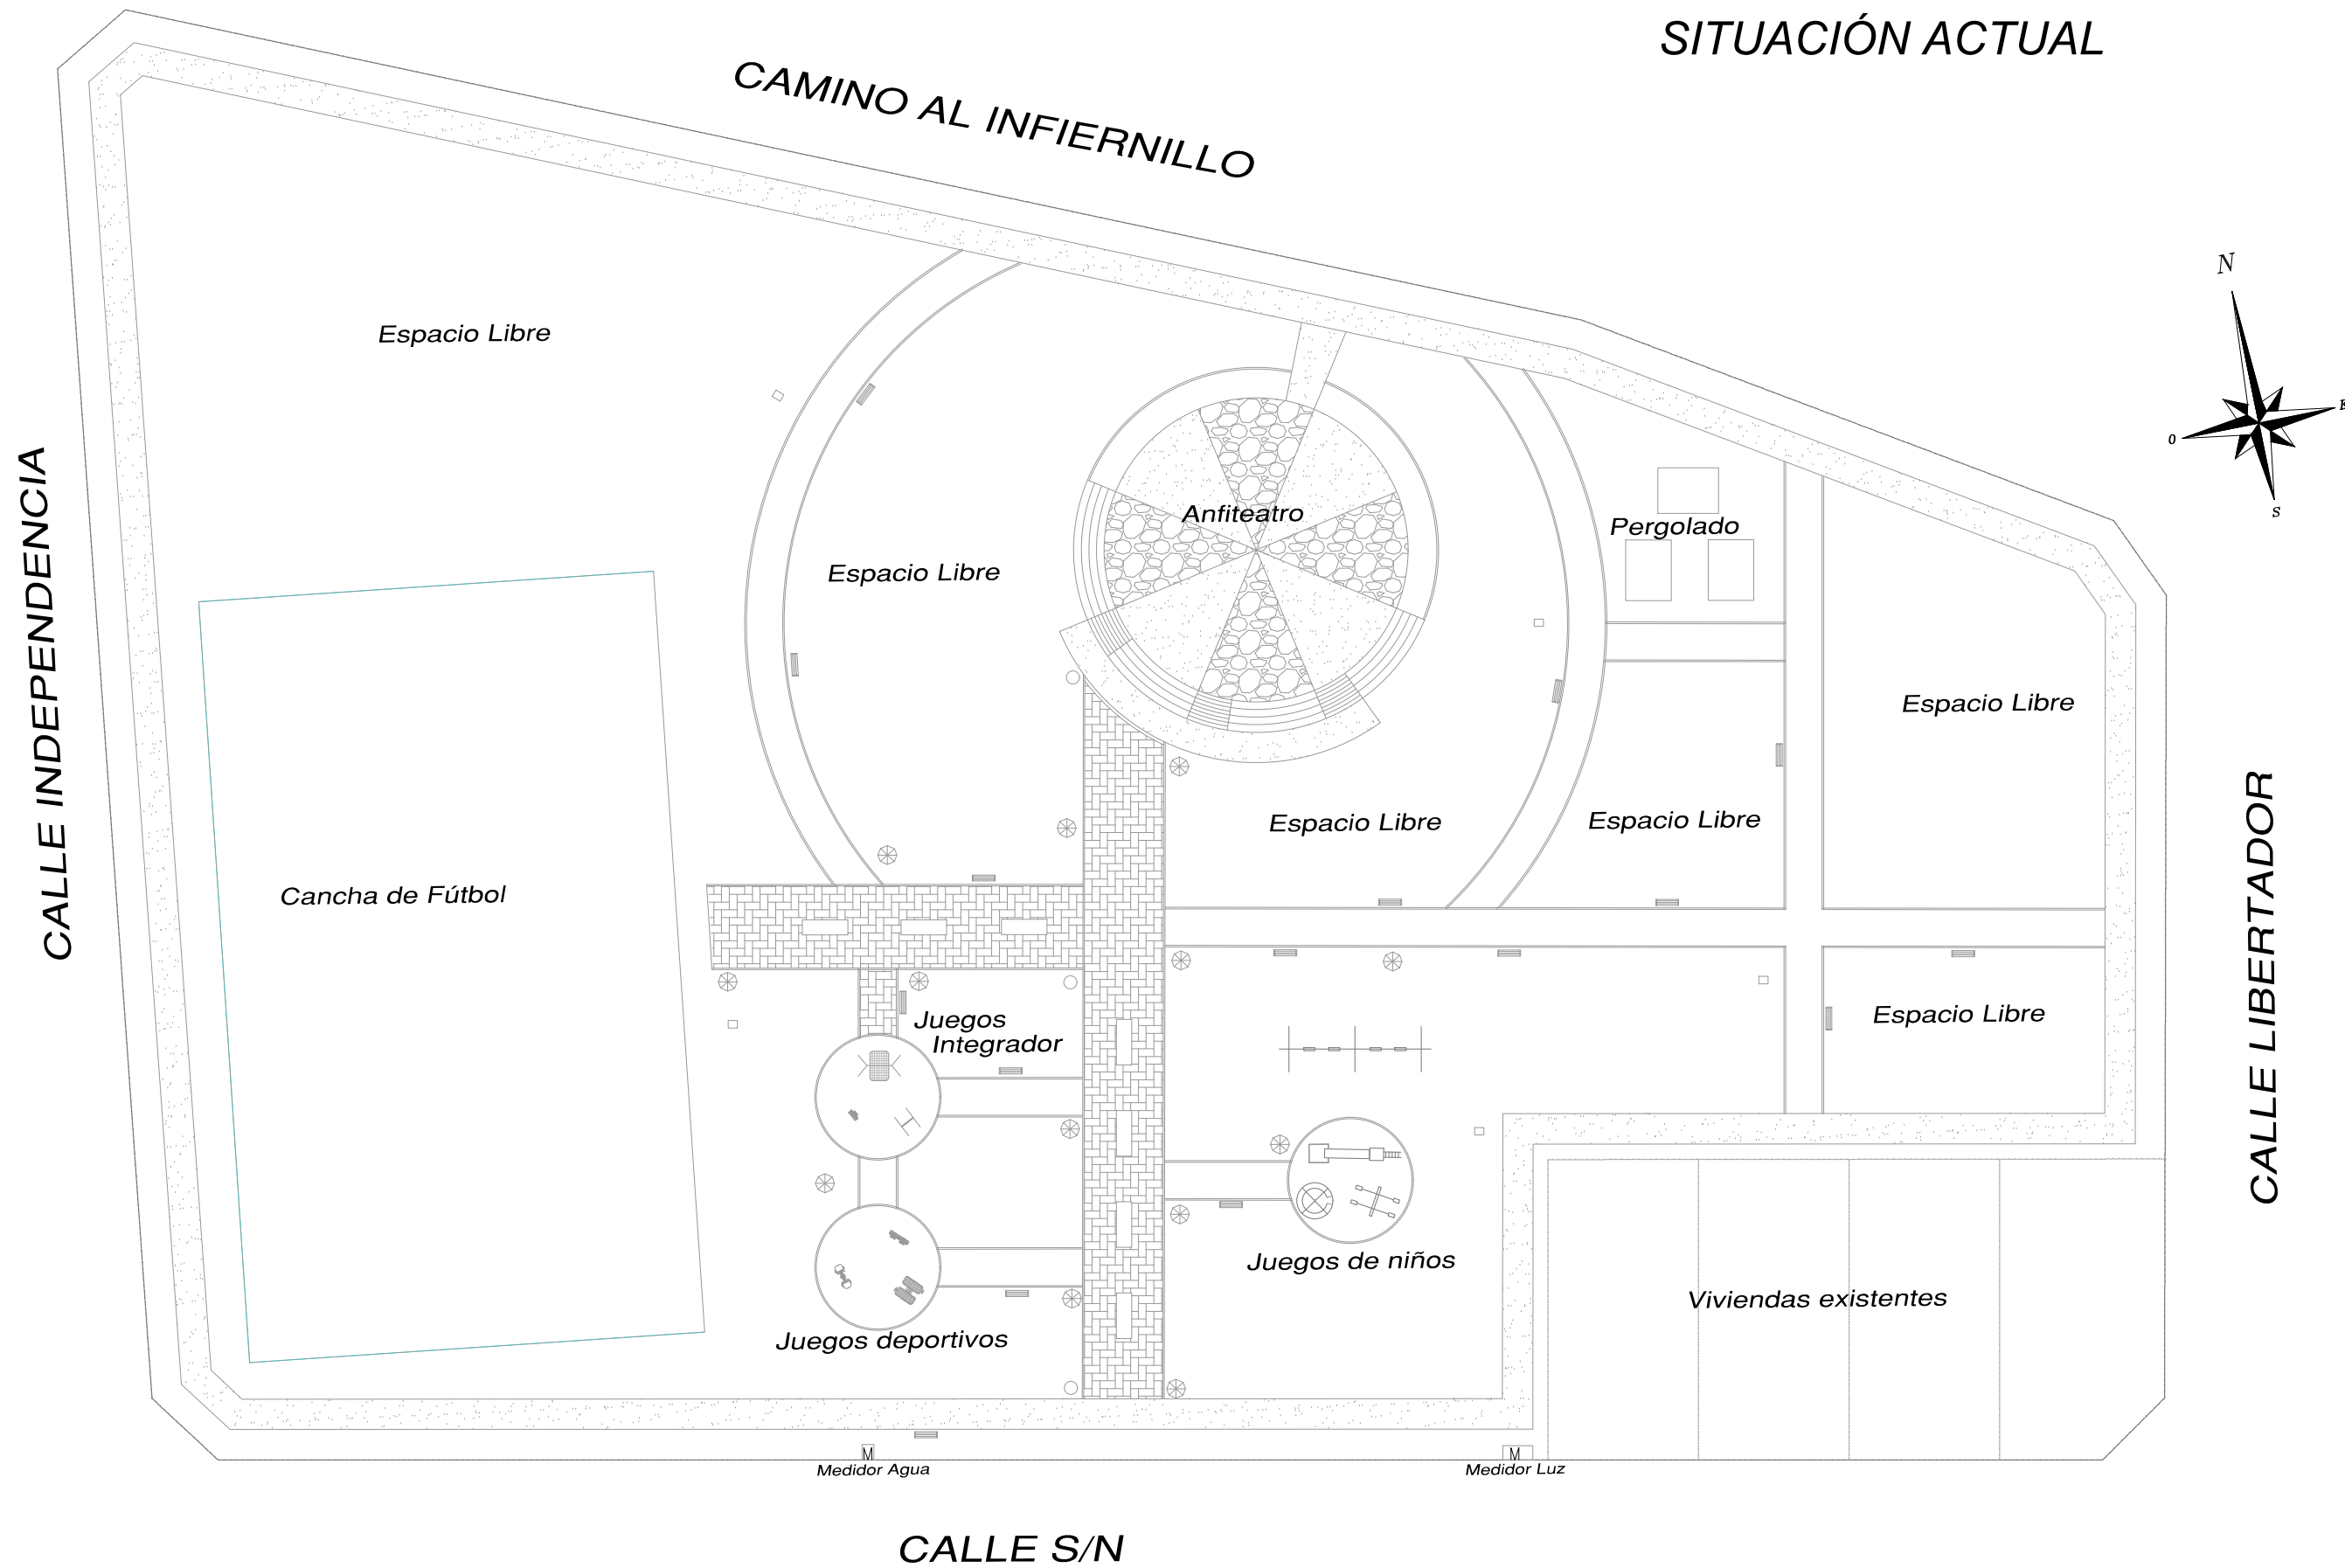 SITUACIÓN ACTUAL
CAMINO AL INFIERNILLO
N
E
O
S
Espacio Libre
CALLE INDEPENDENCIA
Anfiteatro
Pergolado
Espacio Libre
Espacio Libre
CALLE LIBERTADOR
Espacio Libre
Espacio Libre
Cancha de Fútbol
Juegos
Integrador
Espacio Libre
Juegos de niños
Viviendas existentes
Juegos deportivos
M
M
Medidor Agua
Medidor Luz
CALLE S/N